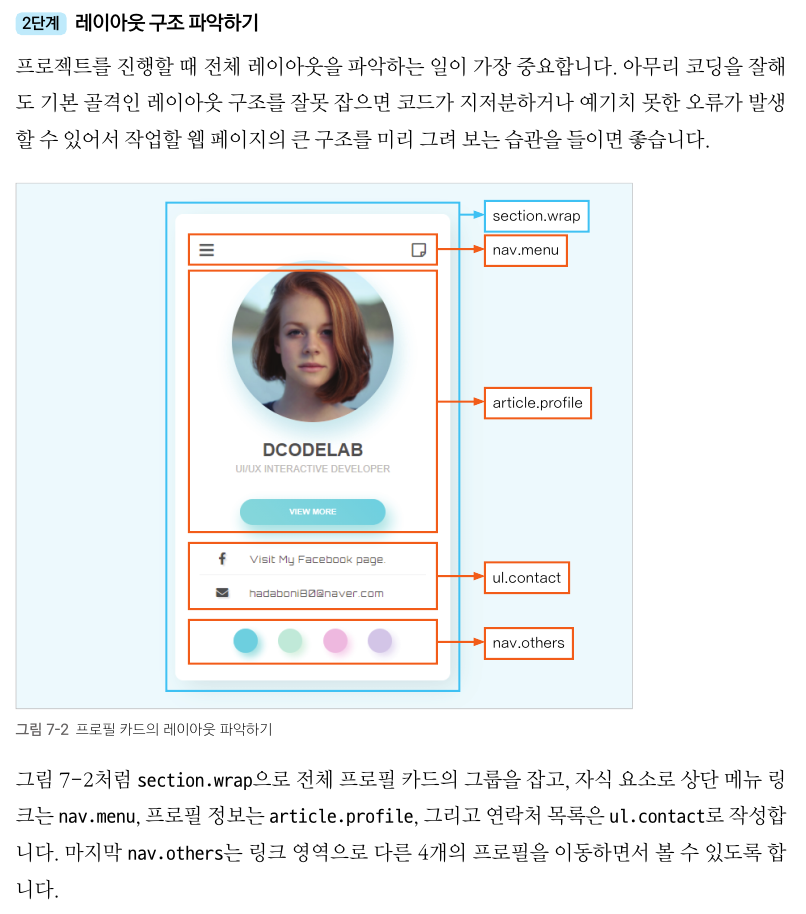 2단계 레이아웃 구조 파악하기
프로젝트를 진행할 때 전체 레이아웃을 파악하는 일이 가장 중요합니다. 아무리 코딩을 잘해
도 기본 골격인 레이아웃 구조를 잘못 잡으면 코드가 지저분하거나 예기치 못한 오류가 발생
할 수 있어서 작업할 웹 페이지의 큰 구조를 미리 그려 보는 습관을 들이면 좋습니다.
section.wrap
nav.menu
article.profile
DCODELAB
UI/UX INTERACTIVE DEVELOPER
VIEW MORE
Visit My Facebook page.
ul.contact
hadaboni80@naver.com
nav.others
그림 7-2 프로필 카드의 레이아웃 파악하기
그림 7-2처럼 section.wrap으로 전체 프로필 카드의 그룹을 잡고, 자식 요소로 상단 메뉴 링
크는 nav.menu, 프로필 정보는 article.profile, 그리고 연락처 목록은 ul.contact로 작성합
니다. 마지막 nav.others는 링크 영역으로 다른 4개의 프로필을 이동하면서 볼 수 있도록 합
니다.